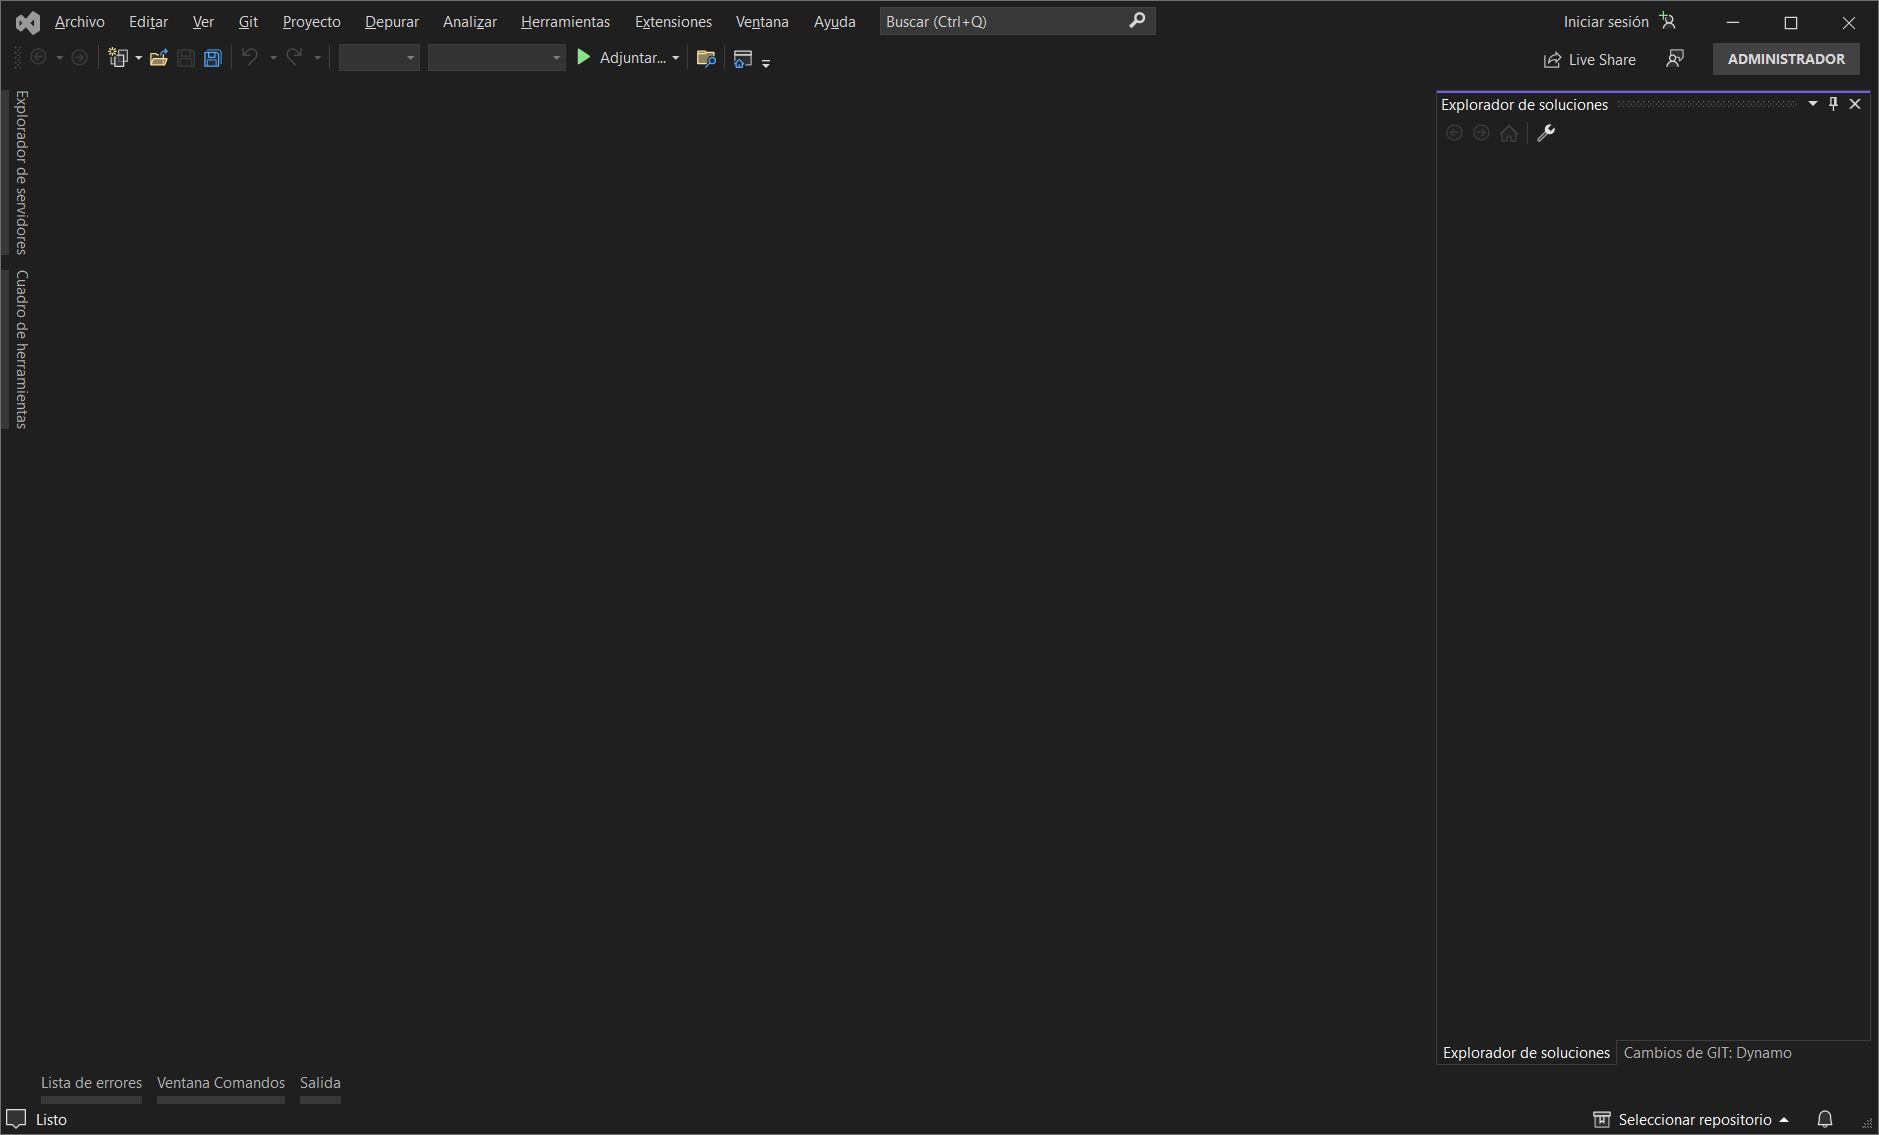 Archivo Editar Ver Git Proyecto Depurar Analizar Herramientas Extensiones Ventana Ayuda Buscar (Ctrl+Q) Iniciar sesión
Adjuntar... Live Share ADMINISTRADOR
Explorador de servidores
Cuadro de herramientas
Explorador de soluciones
Explorador de soluciones Cambios de GIT: Dynamo
Lista de errores Ventana Comandos Salida
Listo Seleccionar repositorio